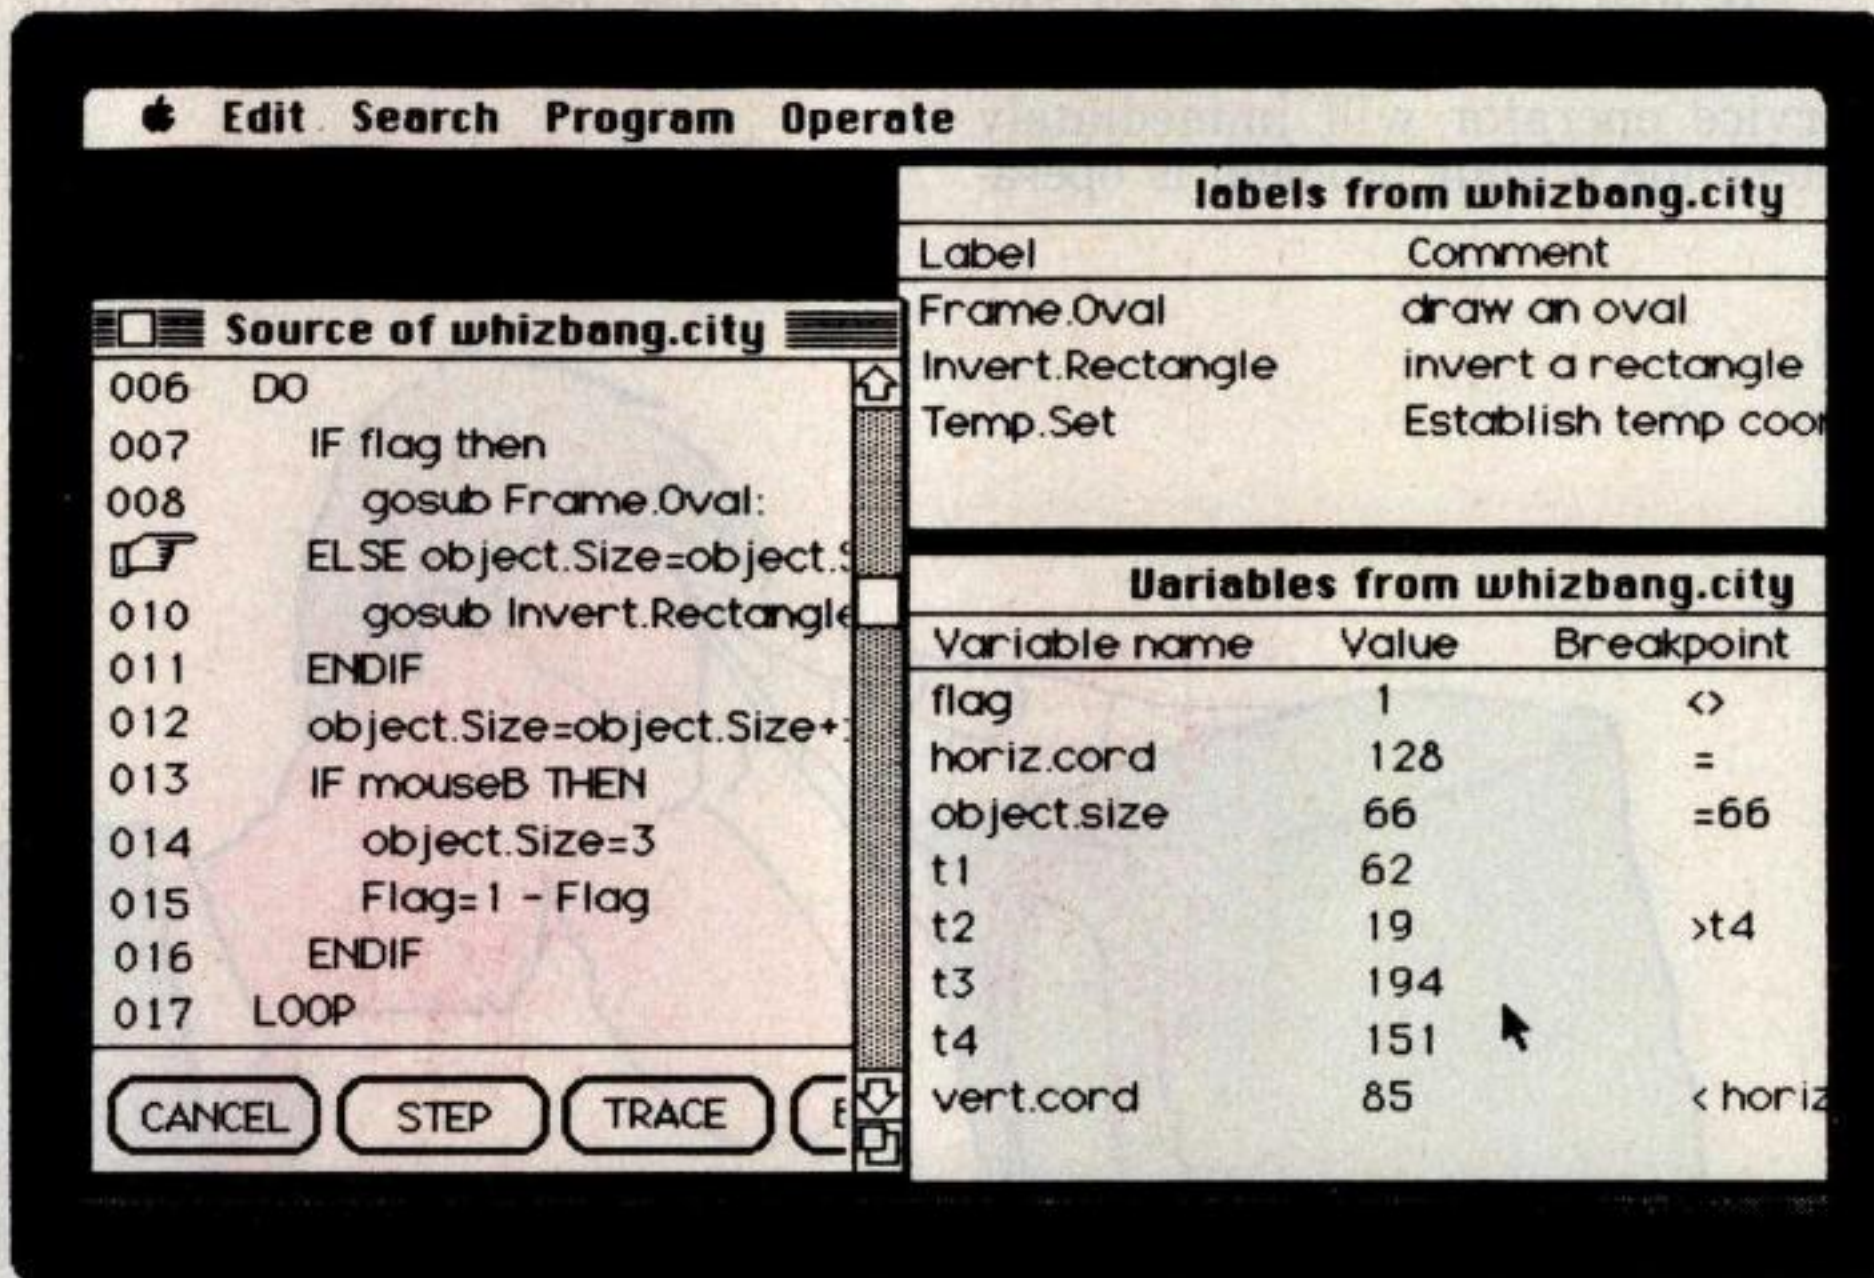 Edit Search Program Operate
labels from whizbang.city
Label Comment
Frame.Oval draw an oval
Invert.Rectangle invert a rectangle
Temp.Set Establish temp coor
Source of whizbang.city
006 DO
007 IF flag then
008 gosub Frame.Oval:
ELSE object.Size=object.S
010 gosub Invert.Rectangle
011 ENDIF
012 object.Size=object.Size+
013 IF mouseB THEN
014 object.Size=3
015 Flag=1 - Flag
016 ENDIF
017 LOOP
CANCEL STEP TRACE
Variables from whizbang.city
Variable name Value Breakpoint
flag 1 <>
horiz.cord 128 =
object.size 66 =66
t1 62
t2 19 >t4
t3 194
t4 151
vert.cord 85 < horiz